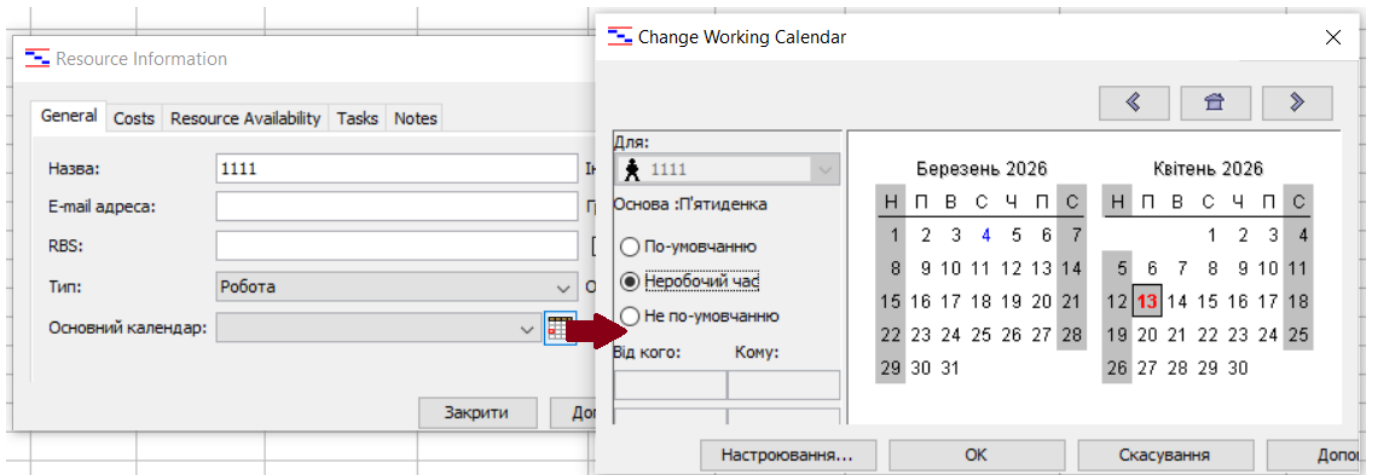 Resource Information
General Costs Resource Availability Tasks Notes
Назва: 1111
E-mail адреса:
RBS:
Тип: Робота
Основний календар:
Закрити
Change Working Calendar
Для:
1111
Основа :П'ятиденка
По-умовчанню
Неробочий час
Не по-умовчанню
Від кого: Кому:
Березень 2026
Н П В С Ч П С
1 2 3 4 5 6 7
8 9 10 11 12 13 14
15 16 17 18 19 20 21
22 23 24 25 26 27 28
29 30 31
Квітень 2026
Н П В С Ч П С
1 2 3 4
5 6 7 8 9 10 11
12 13 14 15 16 17 18
19 20 21 22 23 24 25
26 27 28 29 30
Настроювання... OK Скасування